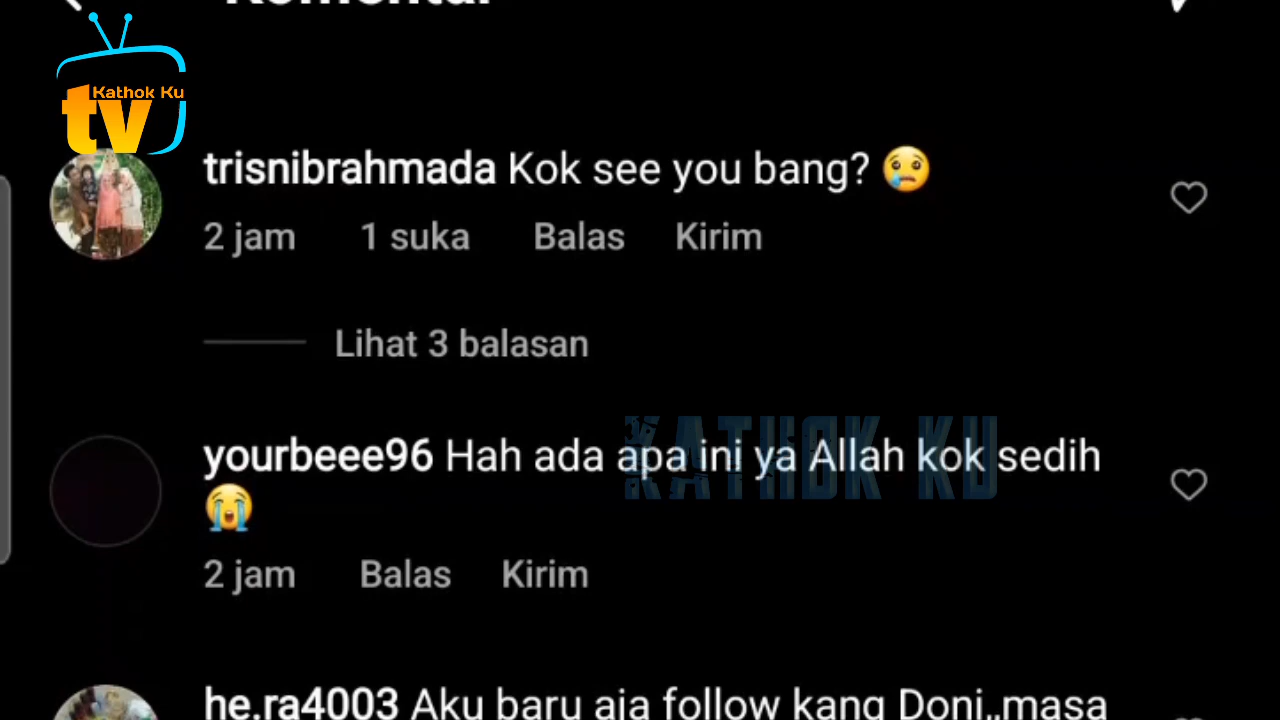 Komentar
Kathok Ku
tv
trisnibrahmada Kok see you bang? 😢
2 jam 1 suka Balas Kirim
Lihat 3 balasan
KATHOK KU
yourbeee96 Hah ada apa ini ya Allah kok sedih
😭
2 jam Balas Kirim
he.ra4003 Aku baru aja follow kang Doni,,masa